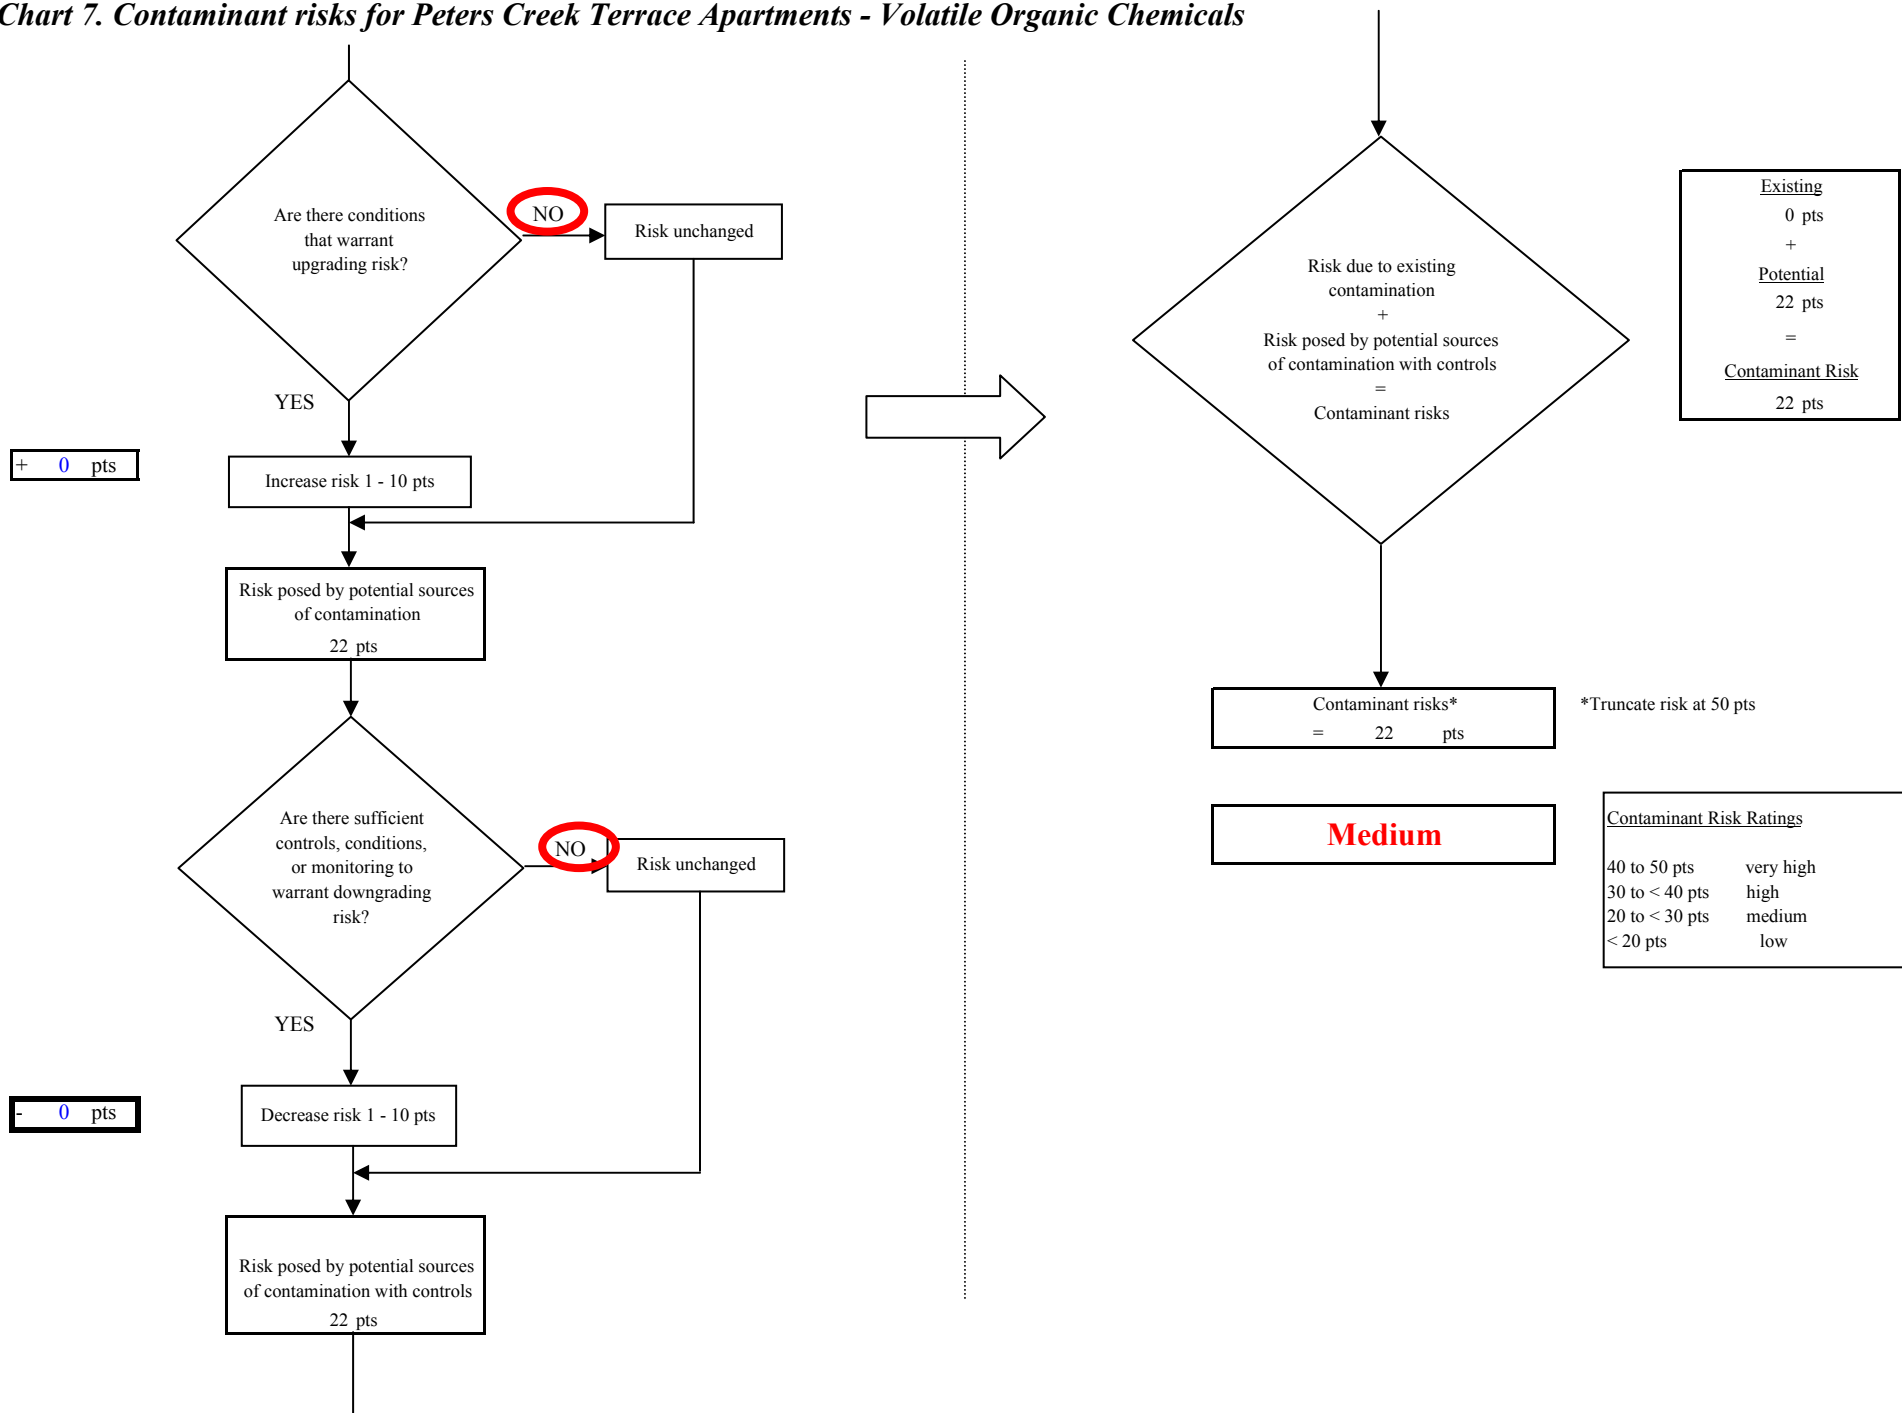 Chart 7. Contaminant risks for Peters Creek Terrace Apartments - Volatile Organic Chemicals
Are there conditions
that warrant
upgrading risk?
NO
Risk unchanged
YES
+ 0 pts
Increase risk 1 - 10 pts
Risk posed by potential sources
of contamination
22 pts
Are there sufficient
controls, conditions,
or monitoring to
warrant downgrading
risk?
NO
Risk unchanged
YES
- 0 pts
Decrease risk 1 - 10 pts
Risk posed by potential sources
of contamination with controls
22 pts
Risk due to existing
contamination
+
Risk posed by potential sources
of contamination with controls
=
Contaminant risks
Existing
0 pts
+
Potential
22 pts
=
Contaminant Risk
22 pts
Contaminant risks*
= 22 pts
*Truncate risk at 50 pts
Medium
Contaminant Risk Ratings
40 to 50 pts very high
30 to < 40 pts high
20 to < 30 pts medium
< 20 pts low